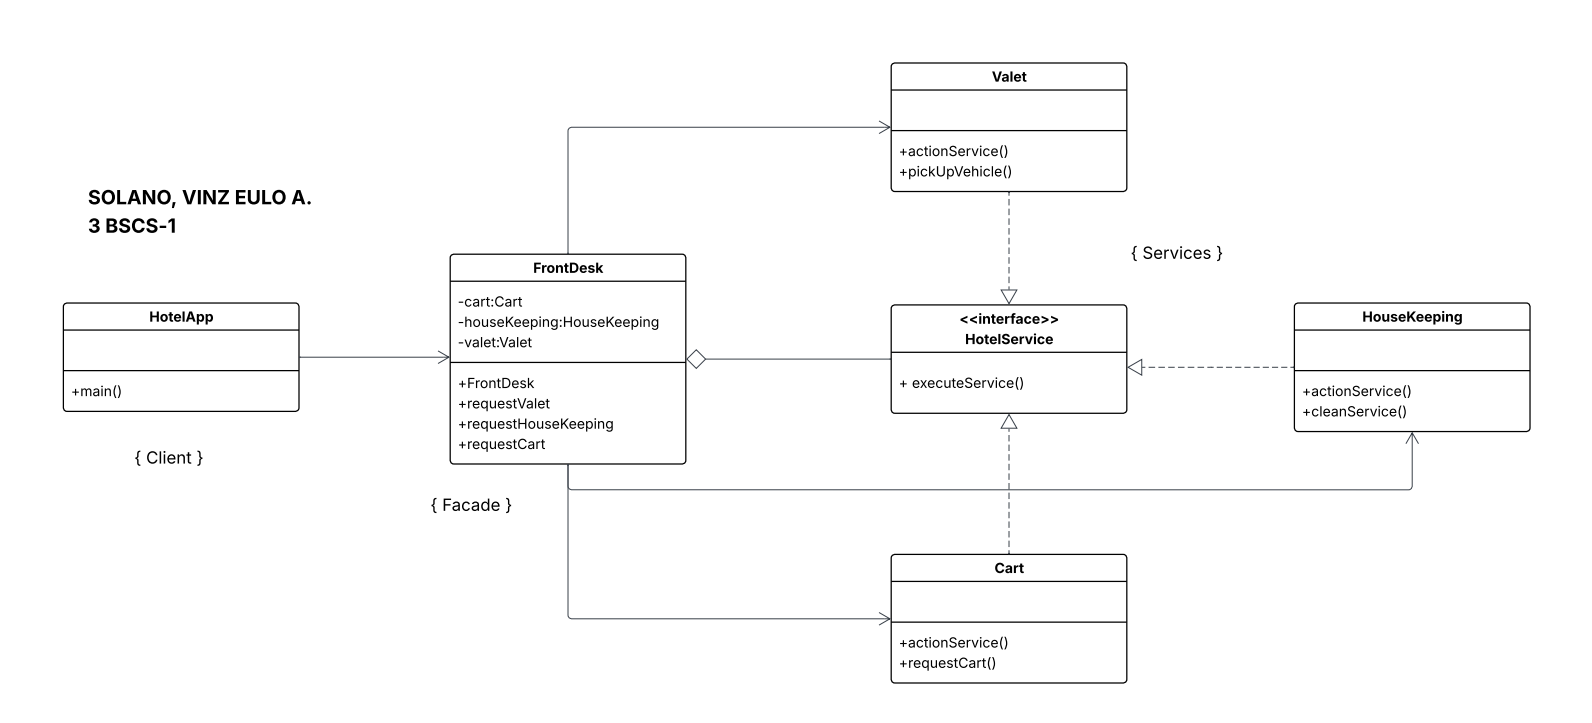 SOLANO, VINZ EULO A.
3 BSCS-1
HotelApp
+main()
{ Client }
FrontDesk
-cart:Cart
-houseKeeping:HouseKeeping
-valet:Valet
+FrontDesk
+requestValet
+requestHouseKeeping
+requestCart
{ Facade }
Valet
+actionService()
+pickUpVehicle()
{ Services }
<<interface>>
HotelService
+ executeService()
HouseKeeping
+actionService()
+cleanService()
Cart
+actionService()
+requestCart()